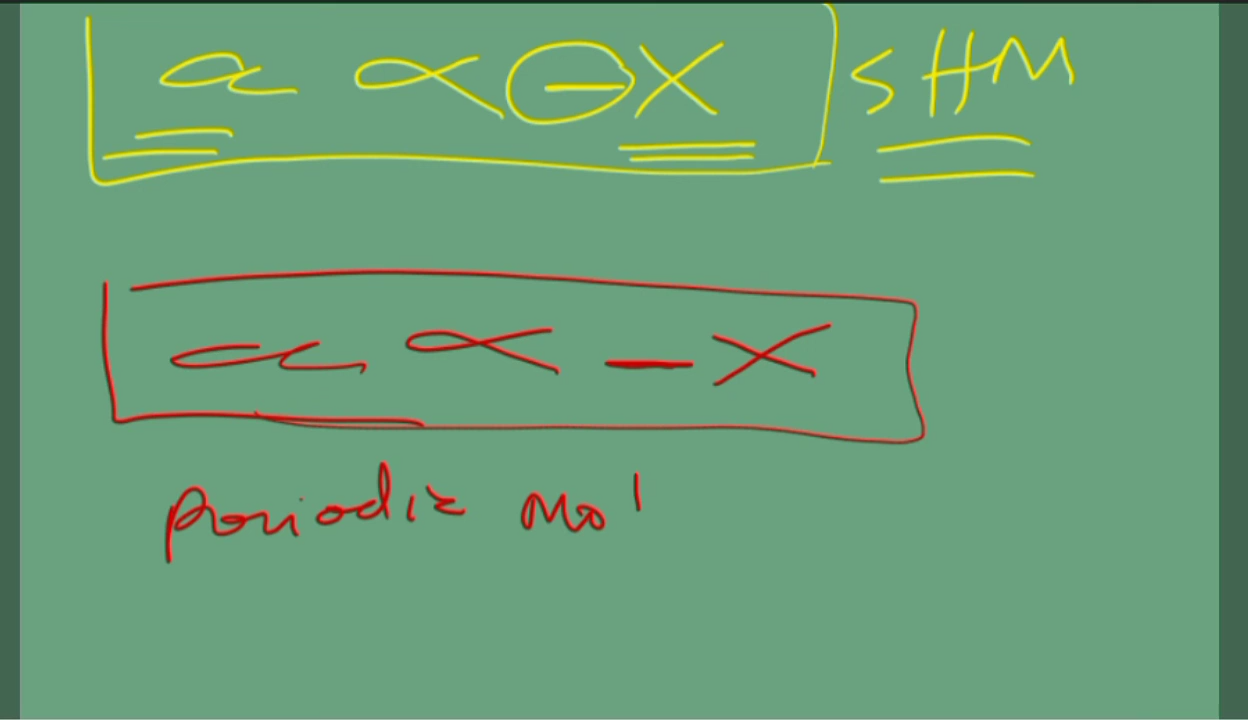 a ∝ -x SHM
a ∝ -x
Periodic Mo